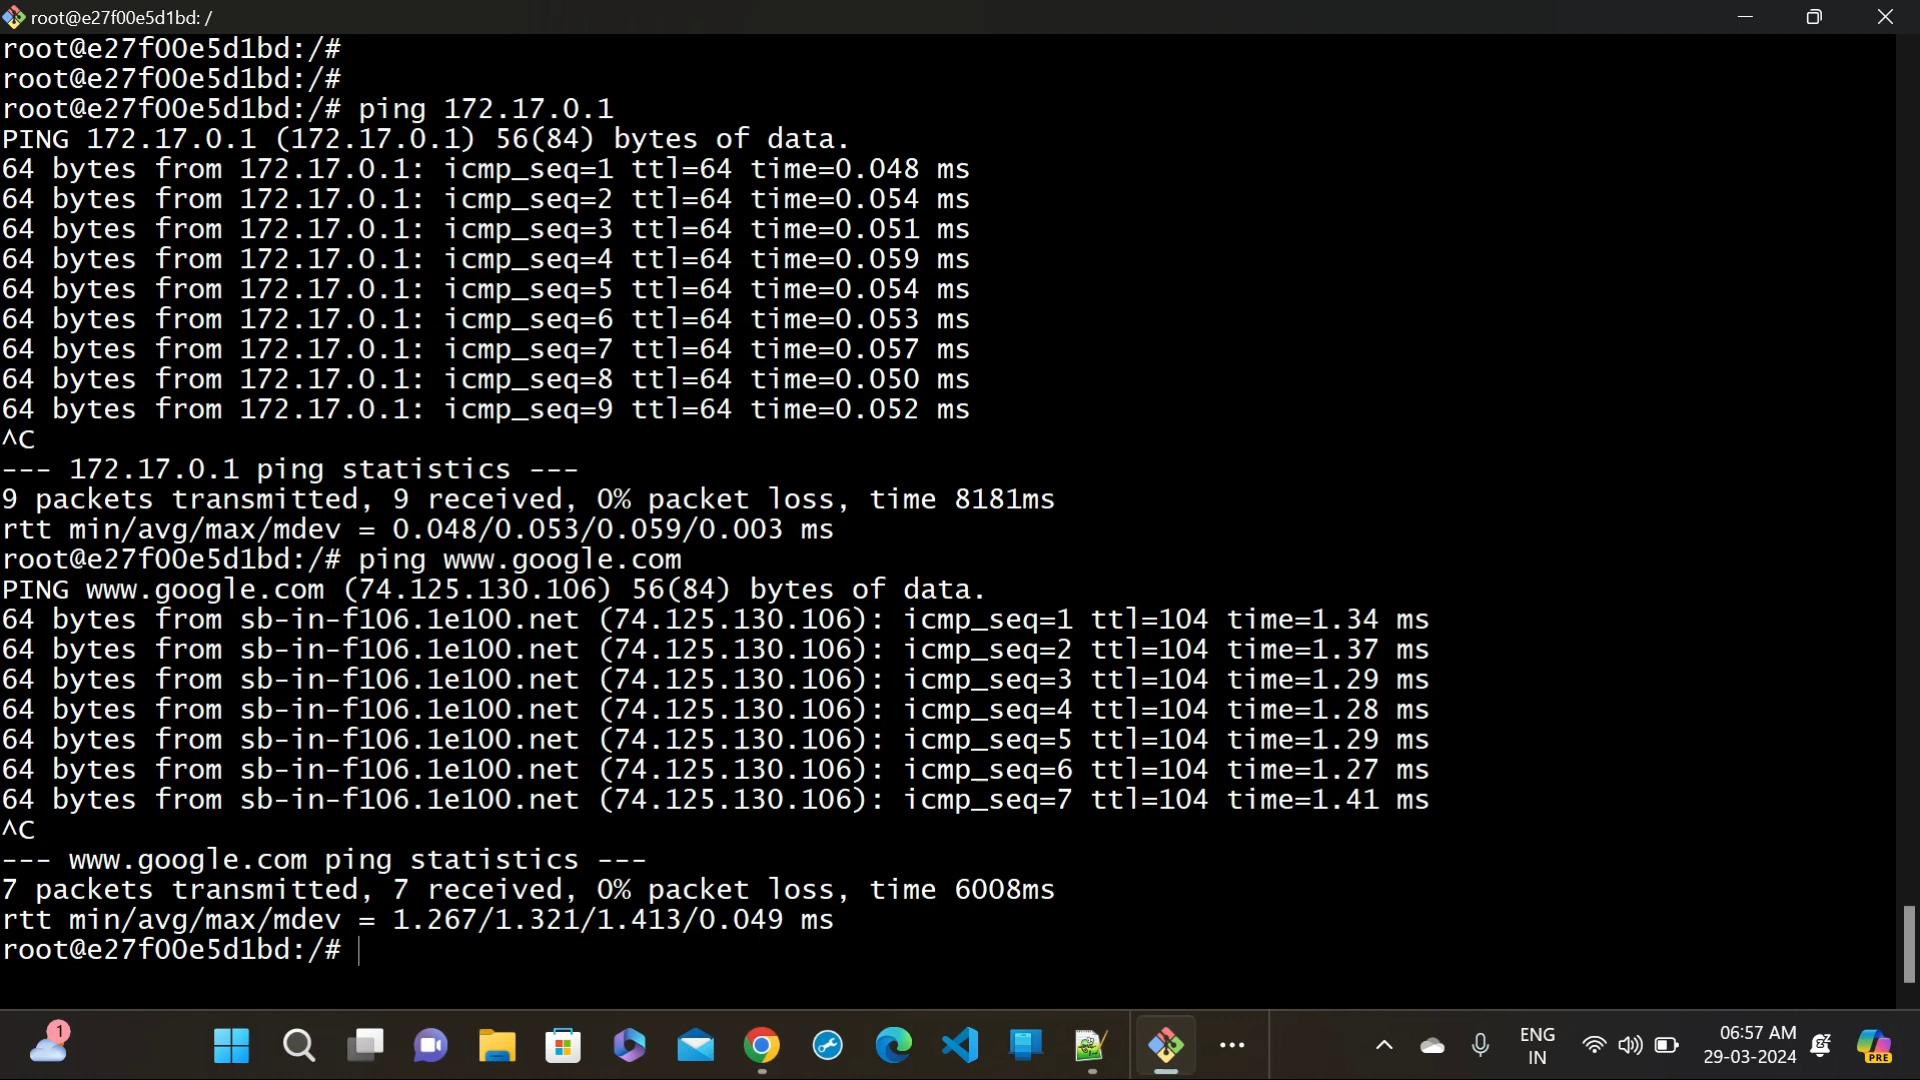 root@e27f00e5d1bd: /
root@e27f00e5d1bd:/#
root@e27f00e5d1bd:/#
root@e27f00e5d1bd:/# ping 172.17.0.1
PING 172.17.0.1 (172.17.0.1) 56(84) bytes of data.
64 bytes from 172.17.0.1: icmp_seq=1 ttl=64 time=0.048 ms
64 bytes from 172.17.0.1: icmp_seq=2 ttl=64 time=0.054 ms
64 bytes from 172.17.0.1: icmp_seq=3 ttl=64 time=0.051 ms
64 bytes from 172.17.0.1: icmp_seq=4 ttl=64 time=0.059 ms
64 bytes from 172.17.0.1: icmp_seq=5 ttl=64 time=0.054 ms
64 bytes from 172.17.0.1: icmp_seq=6 ttl=64 time=0.053 ms
64 bytes from 172.17.0.1: icmp_seq=7 ttl=64 time=0.057 ms
64 bytes from 172.17.0.1: icmp_seq=8 ttl=64 time=0.050 ms
64 bytes from 172.17.0.1: icmp_seq=9 ttl=64 time=0.052 ms
^C
--- 172.17.0.1 ping statistics ---
9 packets transmitted, 9 received, 0% packet loss, time 8181ms
rtt min/avg/max/mdev = 0.048/0.053/0.059/0.003 ms
root@e27f00e5d1bd:/# ping www.google.com
PING www.google.com (74.125.130.106) 56(84) bytes of data.
64 bytes from sb-in-f106.1e100.net (74.125.130.106): icmp_seq=1 ttl=104 time=1.34 ms
64 bytes from sb-in-f106.1e100.net (74.125.130.106): icmp_seq=2 ttl=104 time=1.37 ms
64 bytes from sb-in-f106.1e100.net (74.125.130.106): icmp_seq=3 ttl=104 time=1.29 ms
64 bytes from sb-in-f106.1e100.net (74.125.130.106): icmp_seq=4 ttl=104 time=1.28 ms
64 bytes from sb-in-f106.1e100.net (74.125.130.106): icmp_seq=5 ttl=104 time=1.29 ms
64 bytes from sb-in-f106.1e100.net (74.125.130.106): icmp_seq=6 ttl=104 time=1.27 ms
64 bytes from sb-in-f106.1e100.net (74.125.130.106): icmp_seq=7 ttl=104 time=1.41 ms
^C
--- www.google.com ping statistics ---
7 packets transmitted, 7 received, 0% packet loss, time 6008ms
rtt min/avg/max/mdev = 1.267/1.321/1.413/0.049 ms
root@e27f00e5d1bd:/#
1
ENG
IN
06:57 AM
29-03-2024
PRE